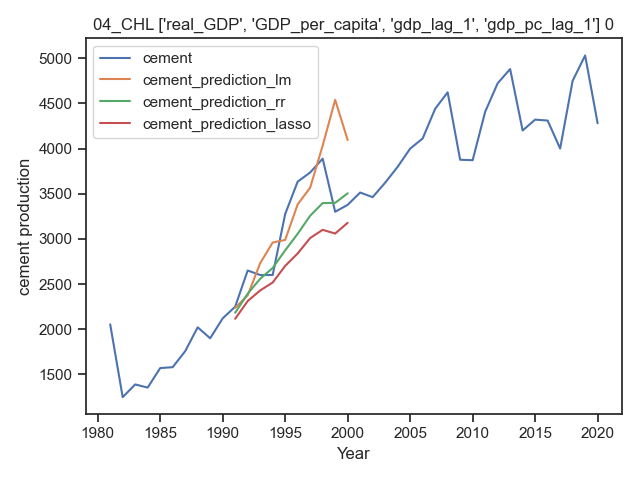 04_CHL ['real_GDP', 'GDP_per_capita', 'gdp_lag_1', 'gdp_pc_lag_1'] 0
cement
cement_prediction_lm
cement_prediction_rr
cement_prediction_lasso
cement production
5000
4500
4000
3500
3000
2500
2000
1500
1980 1985 1990 1995 2000 2005 2010 2015 2020
Year